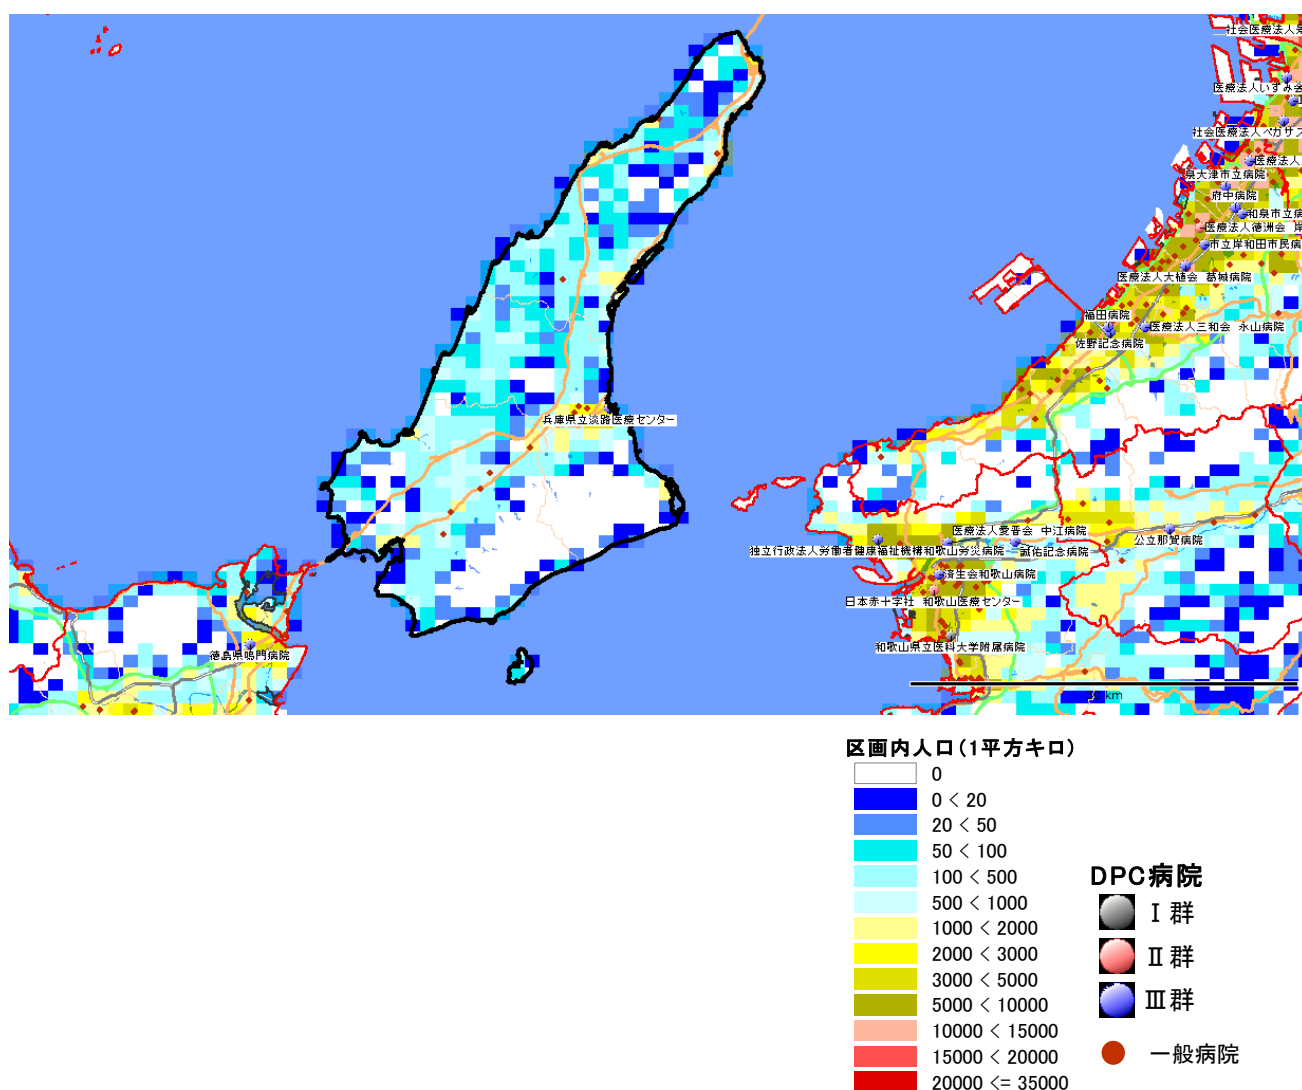 社会医療法人
医療法人いずみ会
社会医療法人ペガサス
医療法人
泉大津市立病院
府中病院
和泉市立病
医療法人徳洲会 岸
市立岸和田市民病
医療法人大植会 葛城病院
福田病院
医療法人三和会 永山病院
佐野記念病院
兵庫県立淡路医療センター
医療法人愛晋会 中江病院
公立那賀病院
独立行政法人労働者健康福祉機構和歌山労災病院
誠佑記念病院
済生会和歌山病院
日本赤十字社 和歌山医療センター
和歌山県立医科大学附属病院
徳島県鳴門病院
km
区画内人口(1平方キロ)
0
0 < 20
20 < 50
50 < 100
100 < 500
500 < 1000
1000 < 2000
2000 < 3000
3000 < 5000
5000 < 10000
10000 < 15000
15000 < 20000
20000 <= 35000
DPC病院
Ⅰ群
Ⅱ群
Ⅲ群
一般病院